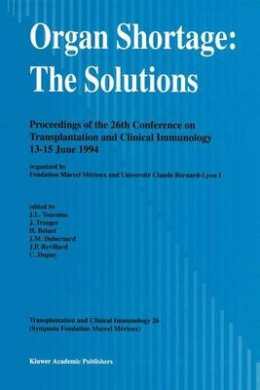 Organ Shortage:
The Solutions
Proceedings of the 26th Conference on
Transplantation and Clinical Immunology
13-15 June 1994
organized by
Fondation Marcel Mérieux and Université Claude Bernard-Lyon I
edited by
J.L. Touraine
J. Traeger
H. Bétuel
J.M. Dubernard
J.P. Revillard
C. Dupuy
Transplantation and Clinical Immunology 26
(Symposia Fondation Marcel Mérieux)
Kluwer Academic Publishers